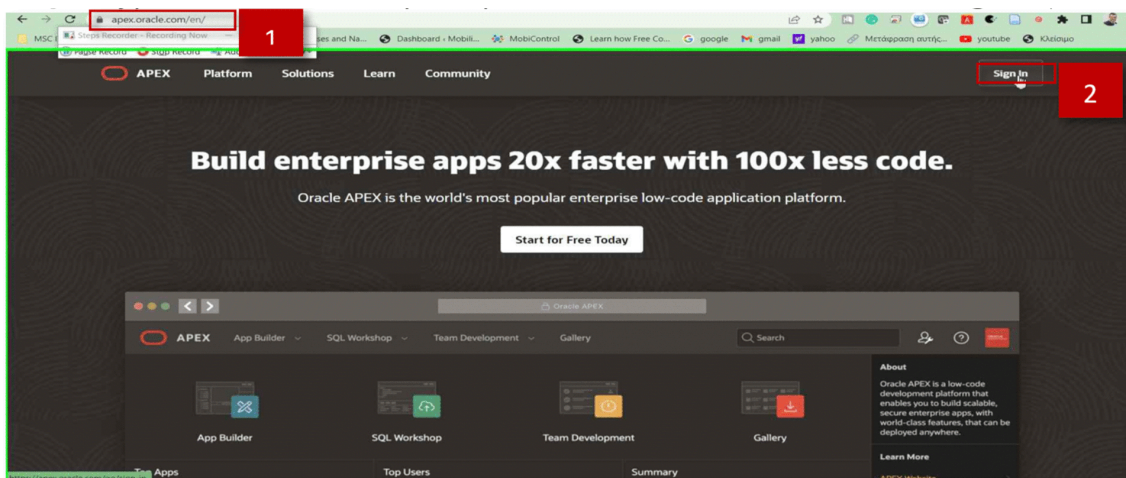 apex.oracle.com/en/
1
MSC
Steps Recorder - Recording Now
Pause Record Stop Record
ses and Na... Dashboard - Mobili... MobiControl Learn how Free Co... google gmail yahoo Μετάφραση αυτής... youtube Κλείσιμο
APEX Platform Solutions Learn Community Sign In
2
Build enterprise apps 20x faster with 100x less code.
Oracle APEX is the world's most popular enterprise low-code application platform.
Start for Free Today
Oracle APEX
APEX App Builder SQL Workshop Team Development Gallery Search
App Builder SQL Workshop Team Development Gallery
About
Oracle APEX is a low-code
development platform that
enables you to build scalable,
secure enterprise apps, with
world-class features, that can be
deployed anywhere.
Learn More
Top Apps Top Users Summary
APEX Website